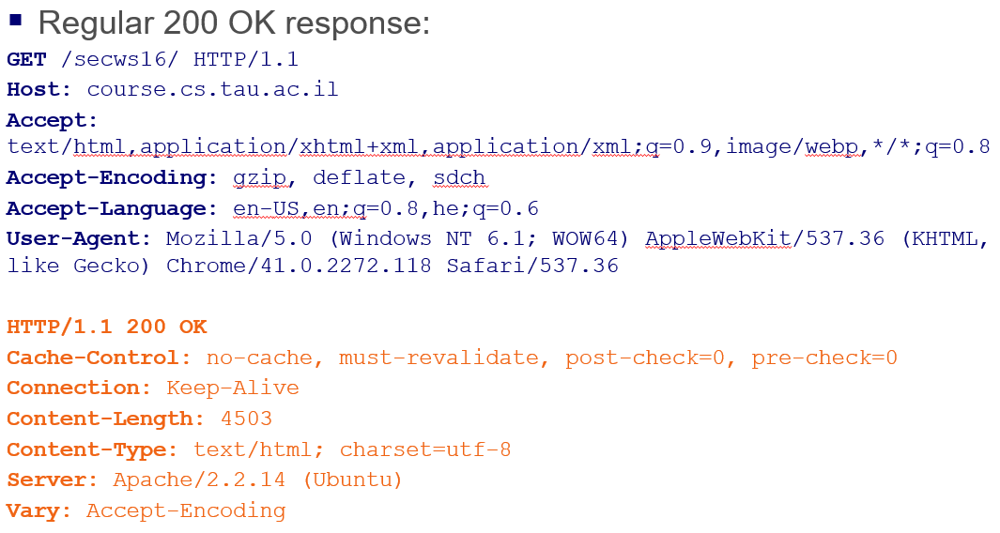 ▪ Regular 200 OK response:
GET /secws16/ HTTP/1.1
Host: course.cs.tau.ac.il
Accept:
text/html,application/xhtml+xml,application/xml;q=0.9,image/webp,*/*;q=0.8
Accept-Encoding: gzip, deflate, sdch
Accept-Language: en-US,en;q=0.8,he;q=0.6
User-Agent: Mozilla/5.0 (Windows NT 6.1; WOW64) AppleWebKit/537.36 (KHTML,
like Gecko) Chrome/41.0.2272.118 Safari/537.36
HTTP/1.1 200 OK
Cache-Control: no-cache, must-revalidate, post-check=0, pre-check=0
Connection: Keep-Alive
Content-Length: 4503
Content-Type: text/html; charset=utf-8
Server: Apache/2.2.14 (Ubuntu)
Vary: Accept-Encoding